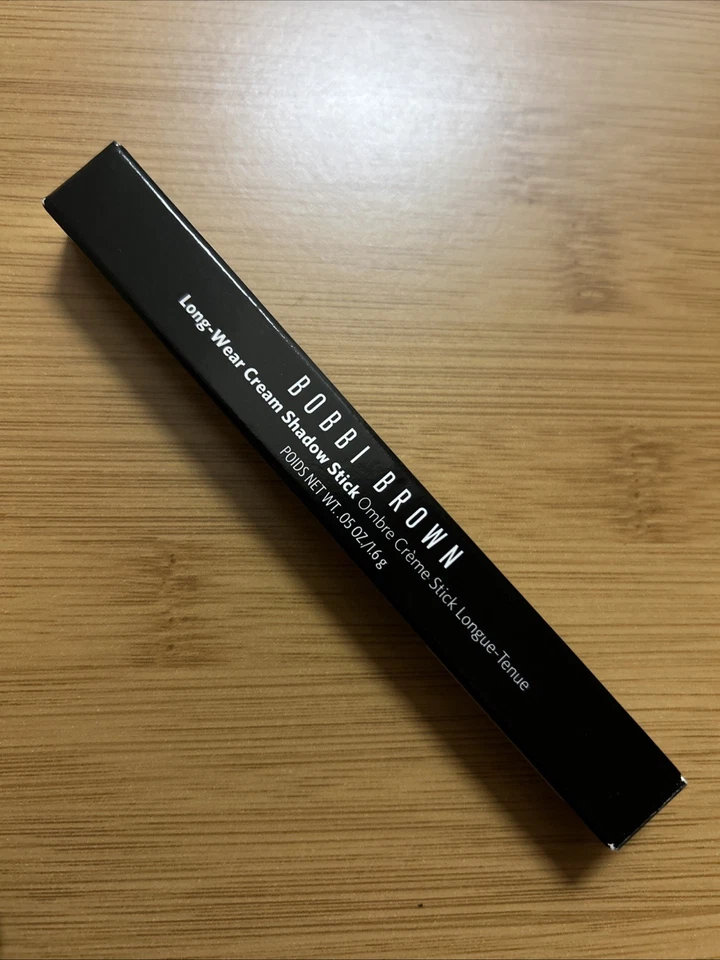 BOBBI BROWN
Long-Wear Cream Shadow Stick Ombre Crème Stick Longue-Tenue
POIDS NET WT. .05 OZ/1.6 g